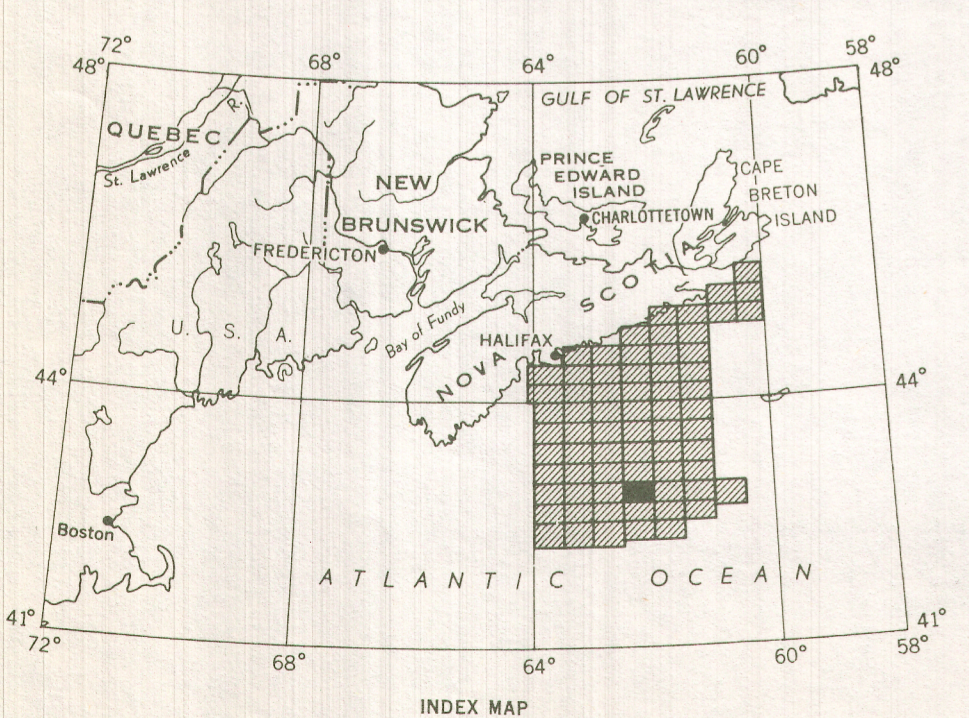 72° 68° 64° 60° 58°
48° 48°
GULF OF ST. LAWRENCE
R.
QUEBEC
St. Lawrence
PRINCE
EDWARD
ISLAND
CAPE
BRETON
ISLAND
NEW
BRUNSWICK
CHARLOTTETOWN
FREDERICTON
NOVA SCOTIA
Bay of Fundy
HALIFAX
U. S. A.
44° 44°
Boston
ATLANTIC OCEAN
41° 41°
72° 68° 64° 60° 58°
INDEX MAP